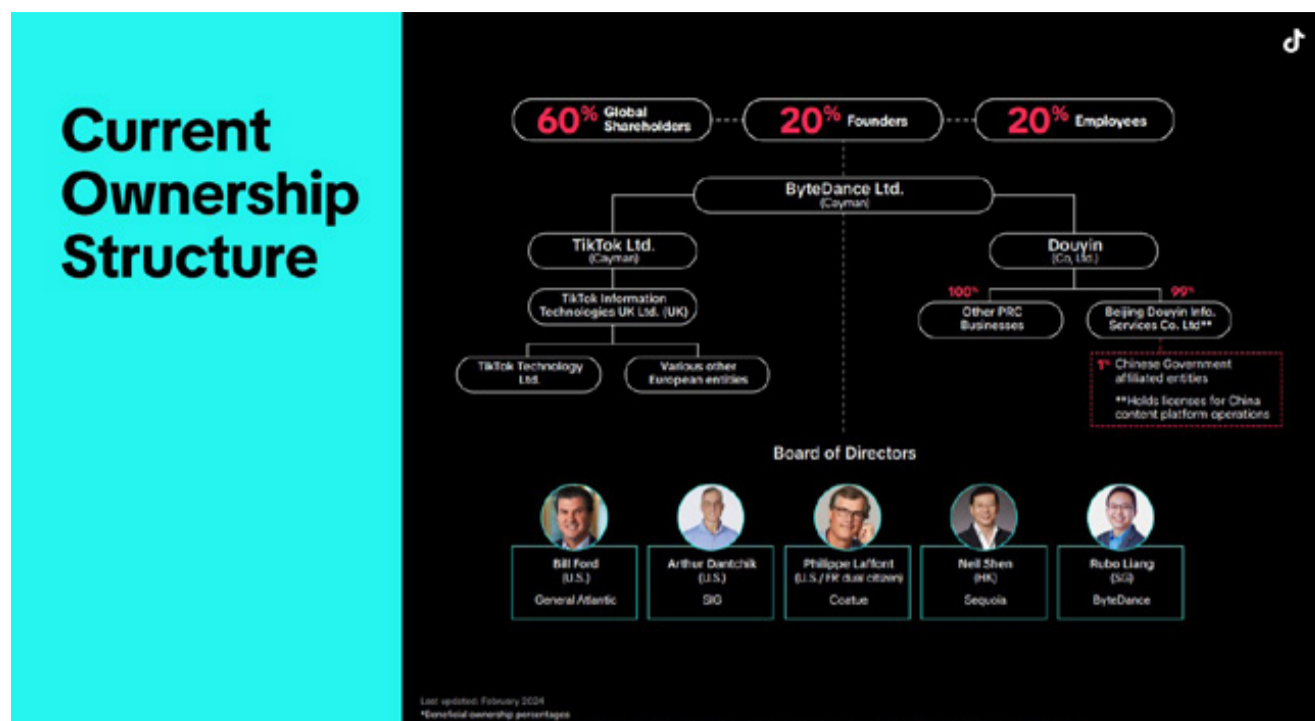 Current
Ownership
Structure
60% Global
Shareholders
20% Founders
20% Employees
ByteDance Ltd.
(Cayman)
TikTok Ltd.
(Cayman)
Douyin
(Co, Ltd.)
TikTok Information
Technologies UK Ltd. (UK)
100%
Other PRC
Businesses
99%
Beijing Douyin Info.
Services Co. Ltd**
TikTok Technology
Ltd.
Various other
European entities
1% Chinese Government
affiliated entities
**Holds licenses for China
content platform operations
Board of Directors
Bill Ford
(U.S.)
General Atlantic
Arthur Dantchik
(U.S.)
SIG
Philippe Laffont
(U.S./ FR dual citizen)
Coatue
Neil Shen
(HK)
Sequoia
Rubo Liang
(SG)
ByteDance
Last updated: February 2024
*Beneficial ownership percentages